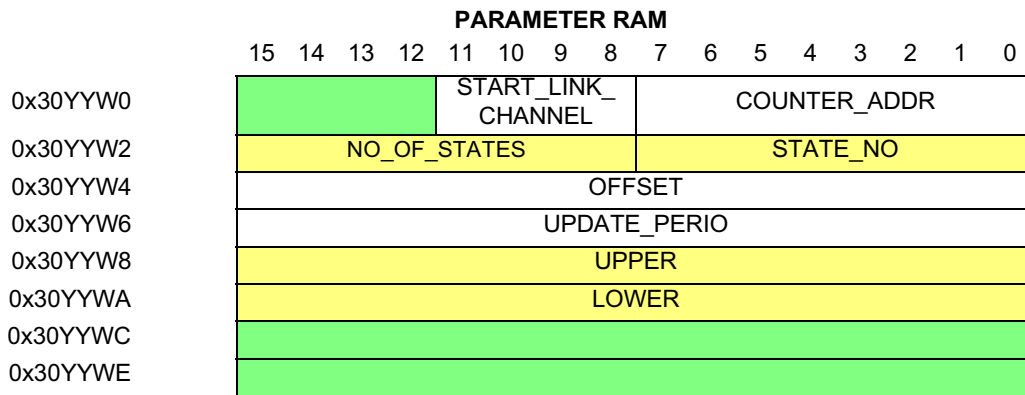 PARAMETER RAM
15 14 13 12 11 10 9 8 7 6 5 4 3 2 1 0
0x30YYW0 START_LINK_ COUNTER_ADDR
CHANNEL
0x30YYW2 NO_OF_STATES STATE_NO
0x30YYW4 OFFSET
0x30YYW6 UPDATE_PERIO
0x30YYW8 UPPER
0x30YYWA LOWER
0x30YYWC
0x30YYWE